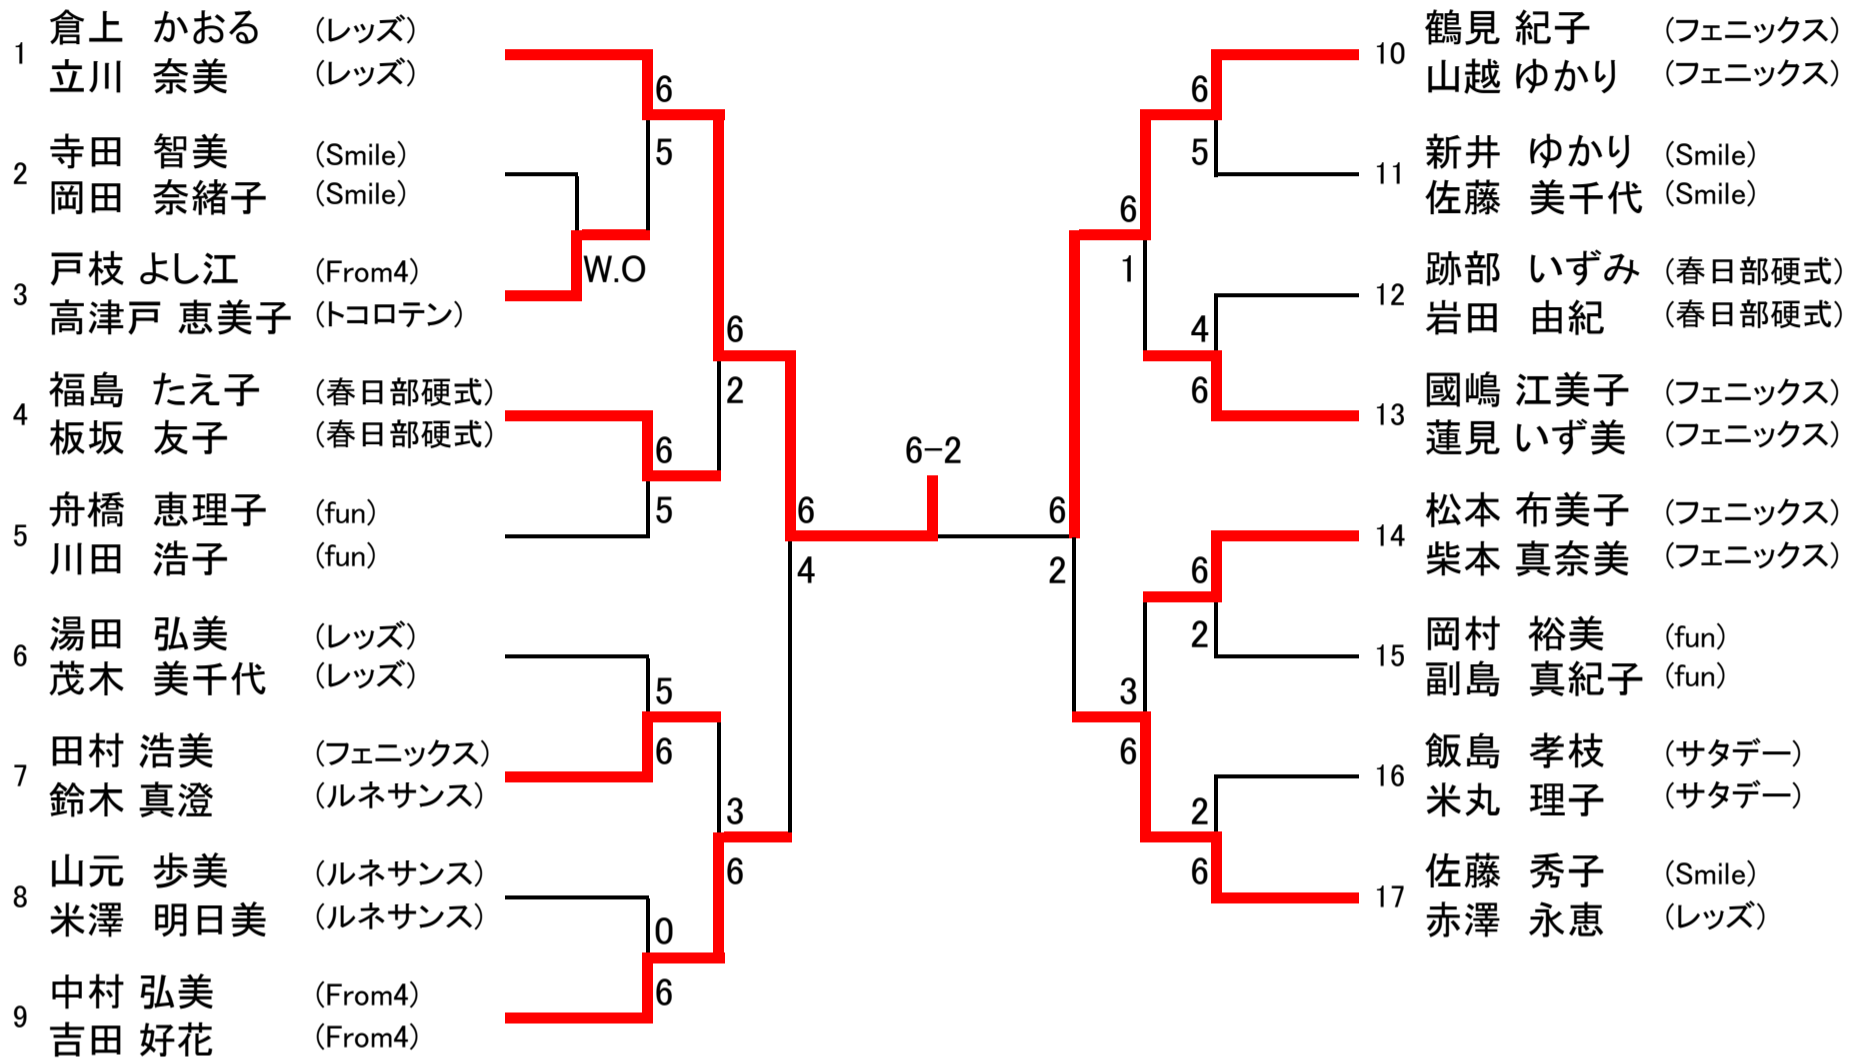 1
倉上　かおる (レッズ)
立川　奈美 (レッズ)
2
寺田　智美 (Smile)
岡田　奈緒子 (Smile)
3
戸枝 よし江 (From4)
高津戸 恵美子 (トコロテン)
4
福島　たえ子 (春日部硬式)
板坂　友子 (春日部硬式)
5
舟橋　恵理子 (fun)
川田　浩子 (fun)
6
湯田　弘美 (レッズ)
茂木　美千代 (レッズ)
7
田村 浩美 (フェニックス)
鈴木 真澄 (ルネサンス)
8
山元　歩美 (ルネサンス)
米澤　明日美 (ルネサンス)
9
中村 弘美 (From4)
吉田 好花 (From4)
6
5
W.O
6
2
6
5
6
4
5
6
3
6
0
6
6-2
6
5
6
1
4
6
6
2
6
2
3
6
2
6
10
鶴見 紀子 (フェニックス)
山越 ゆかり (フェニックス)
11
新井　ゆかり (Smile)
佐藤　美千代 (Smile)
12
跡部　いずみ (春日部硬式)
岩田　由紀 (春日部硬式)
13
國嶋 江美子 (フェニックス)
蓮見 いず美 (フェニックス)
14
松本 布美子 (フェニックス)
柴本 真奈美 (フェニックス)
15
岡村　裕美 (fun)
副島　真紀子 (fun)
16
飯島　孝枝 (サタデー)
米丸　理子 (サタデー)
17
佐藤　秀子 (Smile)
赤澤　永恵 (レッズ)